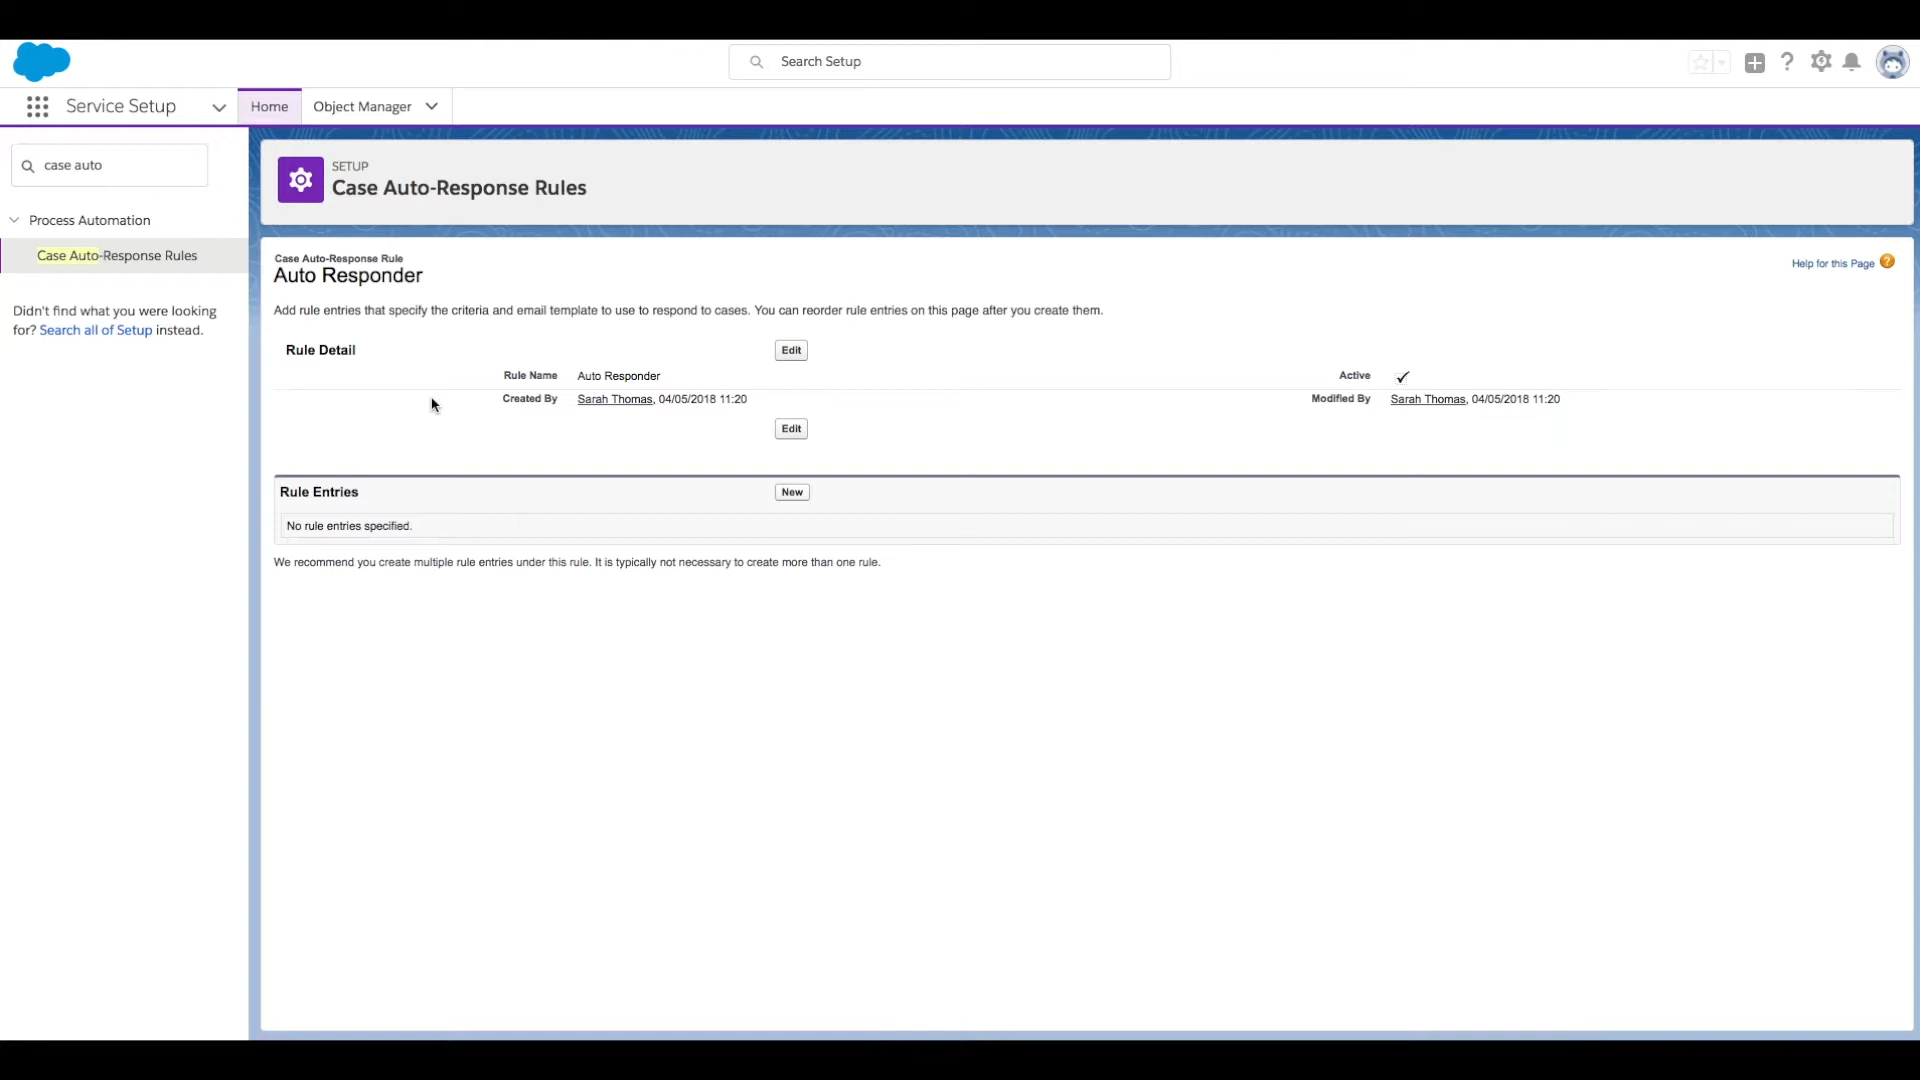 Search Setup
Service Setup
Home
Object Manager
case auto
Process Automation
Case Auto-Response Rules
Didn't find what you were looking
for? Search all of Setup instead.
SETUP
Case Auto-Response Rules
Case Auto-Response Rule
Auto Responder
Help for this Page ?
Add rule entries that specify the criteria and email template to use to respond to cases. You can reorder rule entries on this page after you create them.
Rule Detail
Edit
Rule Name Auto Responder
Active ✓
Created By Sarah Thomas, 04/05/2018 11:20
Modified By Sarah Thomas, 04/05/2018 11:20
Edit
Rule Entries
New
No rule entries specified.
We recommend you create multiple rule entries under this rule. It is typically not necessary to create more than one rule.